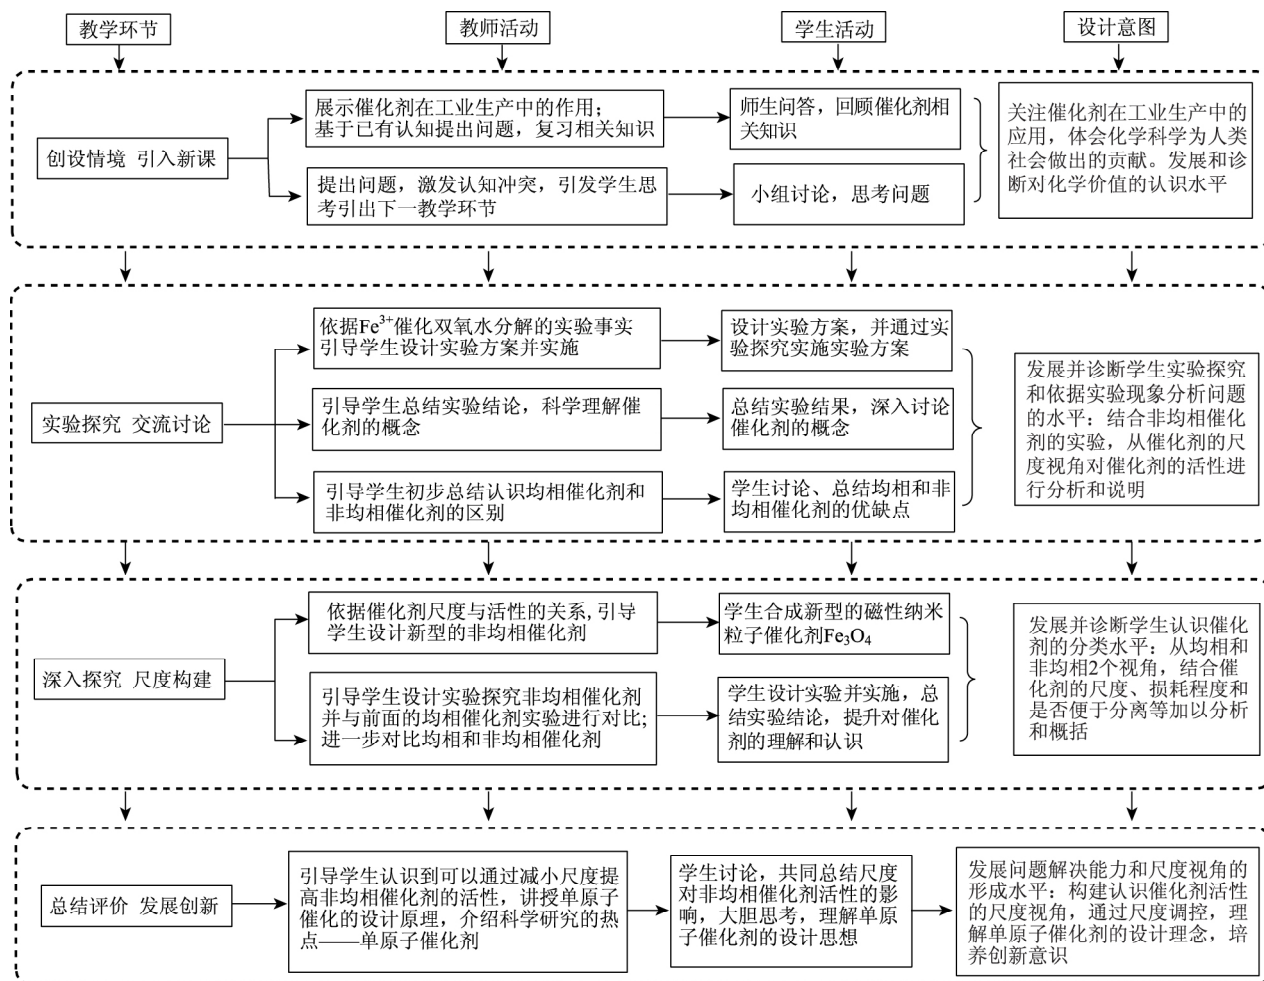 教学环节
教师活动
学生活动
设计意图
创设情境 引入新课
展示催化剂在工业生产中的作用；
基于已有认知提出问题，复习相关知识
师生问答，回顾催化剂相
关知识
提出问题，激发认知冲突，引发学生思
考引出下一教学环节
小组讨论，思考问题
关注催化剂在工业生产中的
应用，体会化学科学为人类
社会做出的贡献。发展和诊
断对化学价值的认识水平
实验探究 交流讨论
依据Fe³⁺催化双氧水分解的实验事实
引导学生设计实验方案并实施
设计实验方案，并通过实
验探究实施实验方案
引导学生总结实验结论，科学理解催
化剂的概念
总结实验结果，深入讨论
催化剂的概念
引导学生初步总结认识均相催化剂和
非均相催化剂的区别
学生讨论、总结均相和非
均相催化剂的优缺点
发展并诊断学生实验探究
和依据实验现象分析问题
的水平：结合非均相催化
剂的实验，从催化剂的尺
度视角对催化剂的活性进
行分析和说明
深入探究 尺度构建
依据催化剂尺度与活性的关系, 引导
学生设计新型的非均相催化剂
学生合成新型的磁性纳米
粒子催化剂Fe₃O₄
引导学生设计实验探究非均相催化剂
并与前面的均相催化剂实验进行对比;
进一步对比均相和非均相催化剂
学生设计实验并实施，总
结实验结论，提升对催化
剂的理解和认识
发展并诊断学生认识催化
剂的分类水平：从均相和
非均相2个视角，结合催
化剂的尺度、损耗程度和
是否便于分离等加以分析
和概括
总结评价 发展创新
引导学生认识到可以通过减小尺度提
高非均相催化剂的活性，讲授单原子
催化的设计原理，介绍科学研究的热
点——单原子催化剂
学生讨论，共同总结尺度
对非均相催化剂活性的影
响，大胆思考，理解单原
子催化剂的设计思想
发展问题解决能力和尺度视角的
形成水平：构建认识催化剂活性
的尺度视角，通过尺度调控，理
解单原子催化剂的设计理念，培
养创新意识